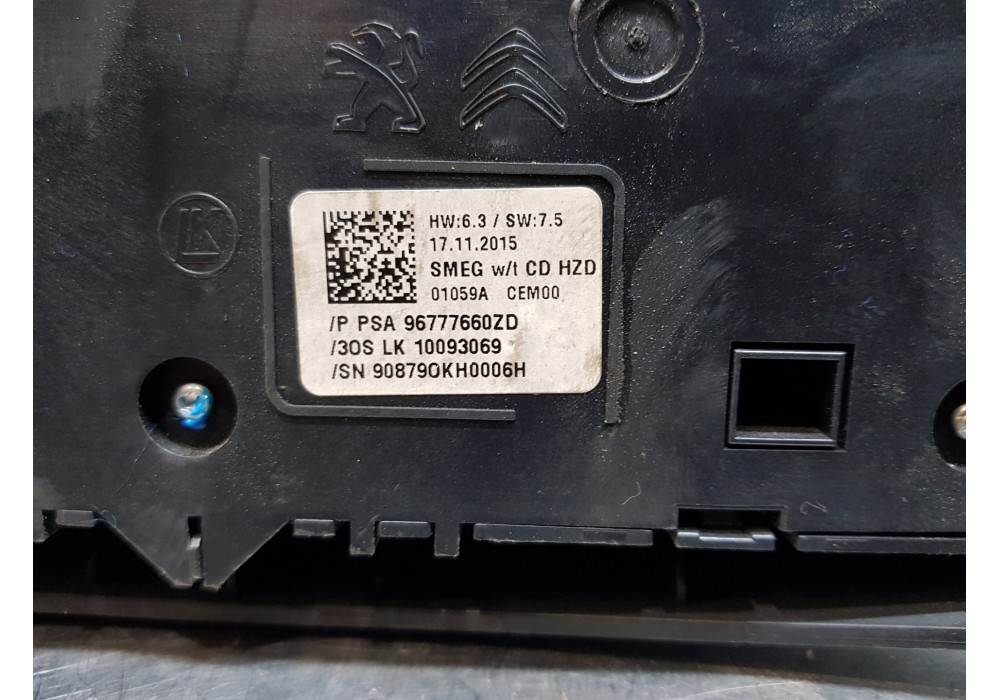 LK
HW:6.3 / SW:7.5
17.11.2015
SMEG w/t CD HZD
01059A CEM00
/P PSA 96777660ZD
/3OS LK 10093069
/SN 90879OKH0006H